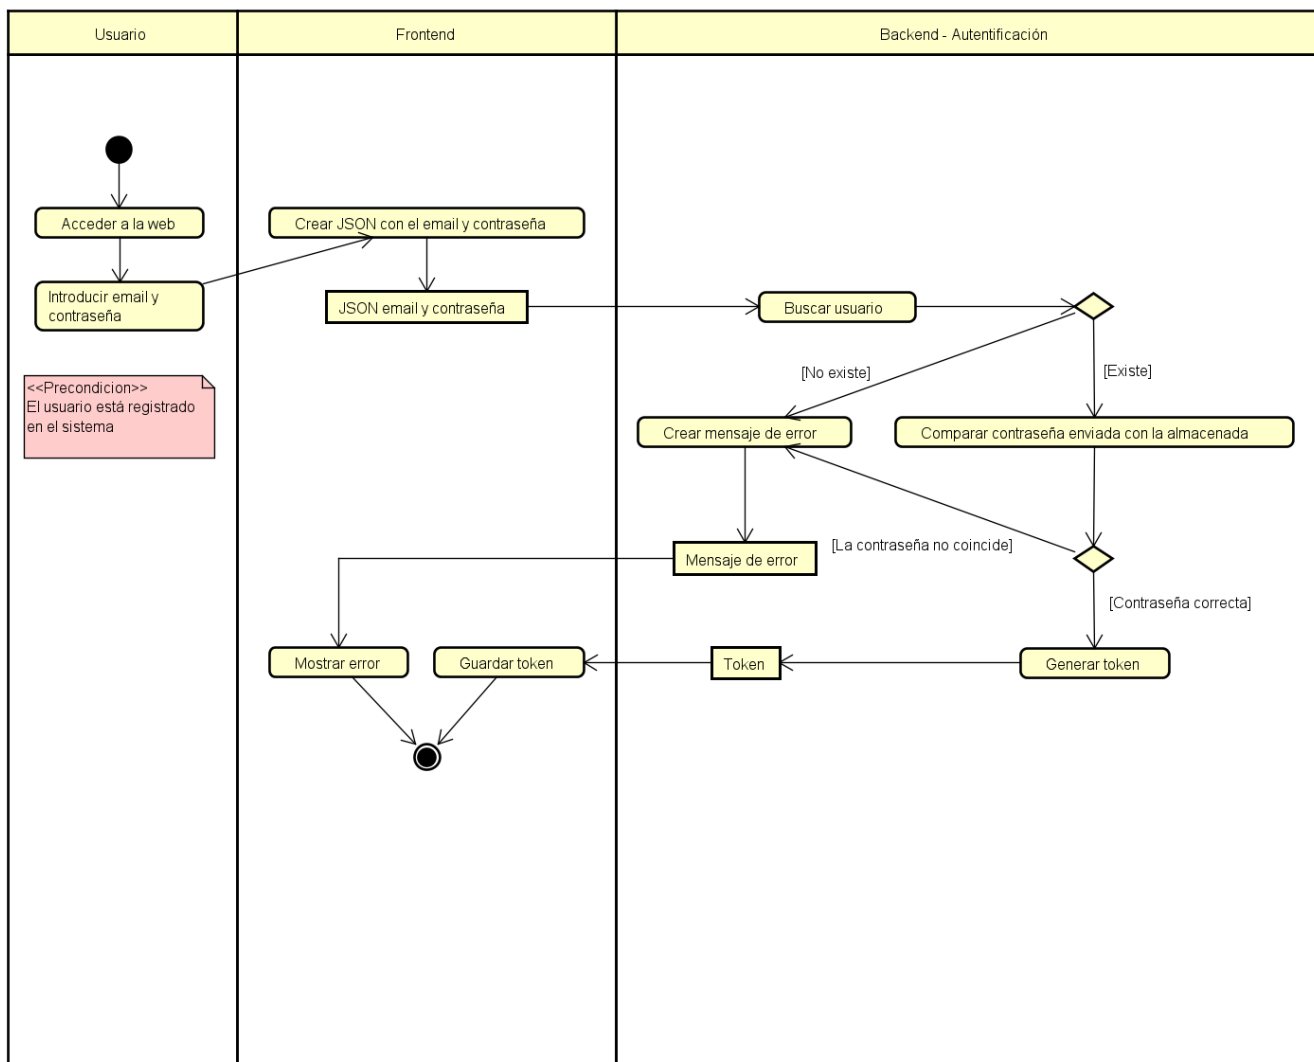 Usuario
Frontend
Backend - Autentificación
Acceder a la web
Crear JSON con el email y contraseña
Introducir email y
contraseña
JSON email y contraseña
Buscar usuario
[No existe]
[Existe]
<<Precondicion>>
El usuario está registrado
en el sistema
Crear mensaje de error
Comparar contraseña enviada con la almacenada
[La contraseña no coincide]
Mensaje de error
[Contraseña correcta]
Mostrar error
Guardar token
Token
Generar token